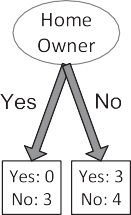 Home
Owner
Yes
No
Yes: 0
No: 3
Yes: 3
No: 4